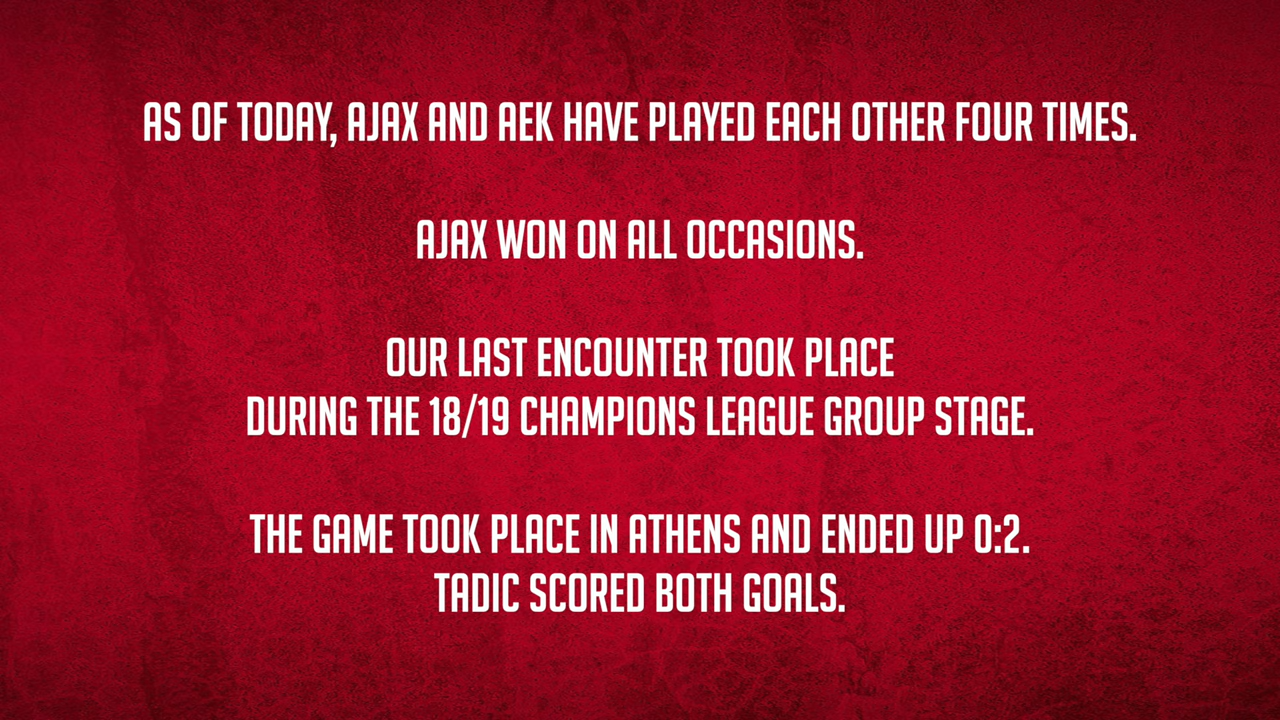 AS OF TODAY, AJAX AND AEK HAVE PLAYED EACH OTHER FOUR TIMES.
AJAX WON ON ALL OCCASIONS.
OUR LAST ENCOUNTER TOOK PLACE
DURING THE 18/19 CHAMPIONS LEAGUE GROUP STAGE.
THE GAME TOOK PLACE IN ATHENS AND ENDED UP 0:2.
TADIC SCORED BOTH GOALS.